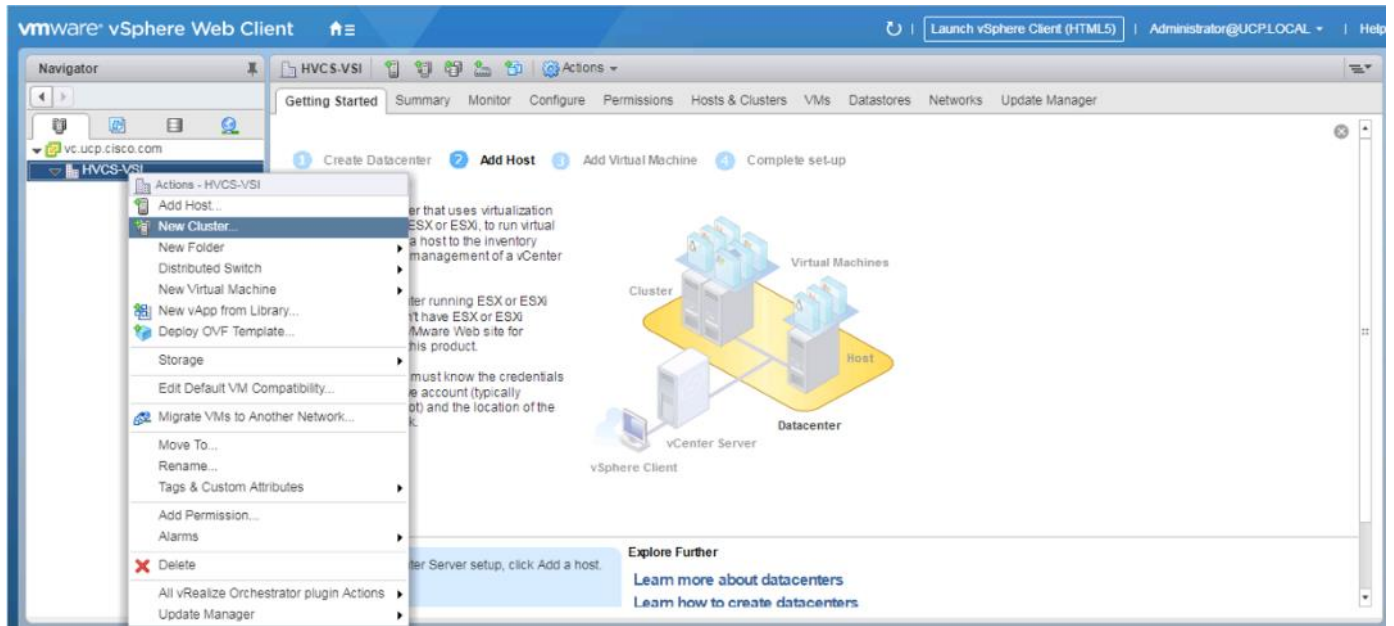 vmware® vSphere Web Client
Launch vSphere Client (HTML5)
Administrator@UCP.LOCAL
Help
Navigator
vc.ucp.cisco.com
HVCS-VSI
HVCS-VSI
Actions
Getting Started
Summary
Monitor
Configure
Permissions
Hosts & Clusters
VMs
Datastores
Networks
Update Manager
1 Create Datacenter
2 Add Host
3 Add Virtual Machine
4 Complete set-up
Actions - HVCS-VSI
Add Host...
New Cluster...
New Folder
Distributed Switch
New Virtual Machine
New vApp from Library...
Deploy OVF Template...
Storage
Edit Default VM Compatibility...
Migrate VMs to Another Network...
Move To...
Rename...
Tags & Custom Attributes
Add Permission...
Alarms
Delete
All vRealize Orchestrator plugin Actions
Update Manager
er that uses virtualization
ESX or ESXi, to run virtual
a host to the inventory
management of a vCenter
ter running ESX or ESXi
n't have ESX or ESXi
VMware Web site for
this product.
must know the credentials
ve account (typically
ot) and the location of the
k.
Cluster
Virtual Machines
Host
Datacenter
vCenter Server
vSphere Client
ter Server setup, click Add a host.
Explore Further
Learn more about datacenters
Learn how to create datacenters